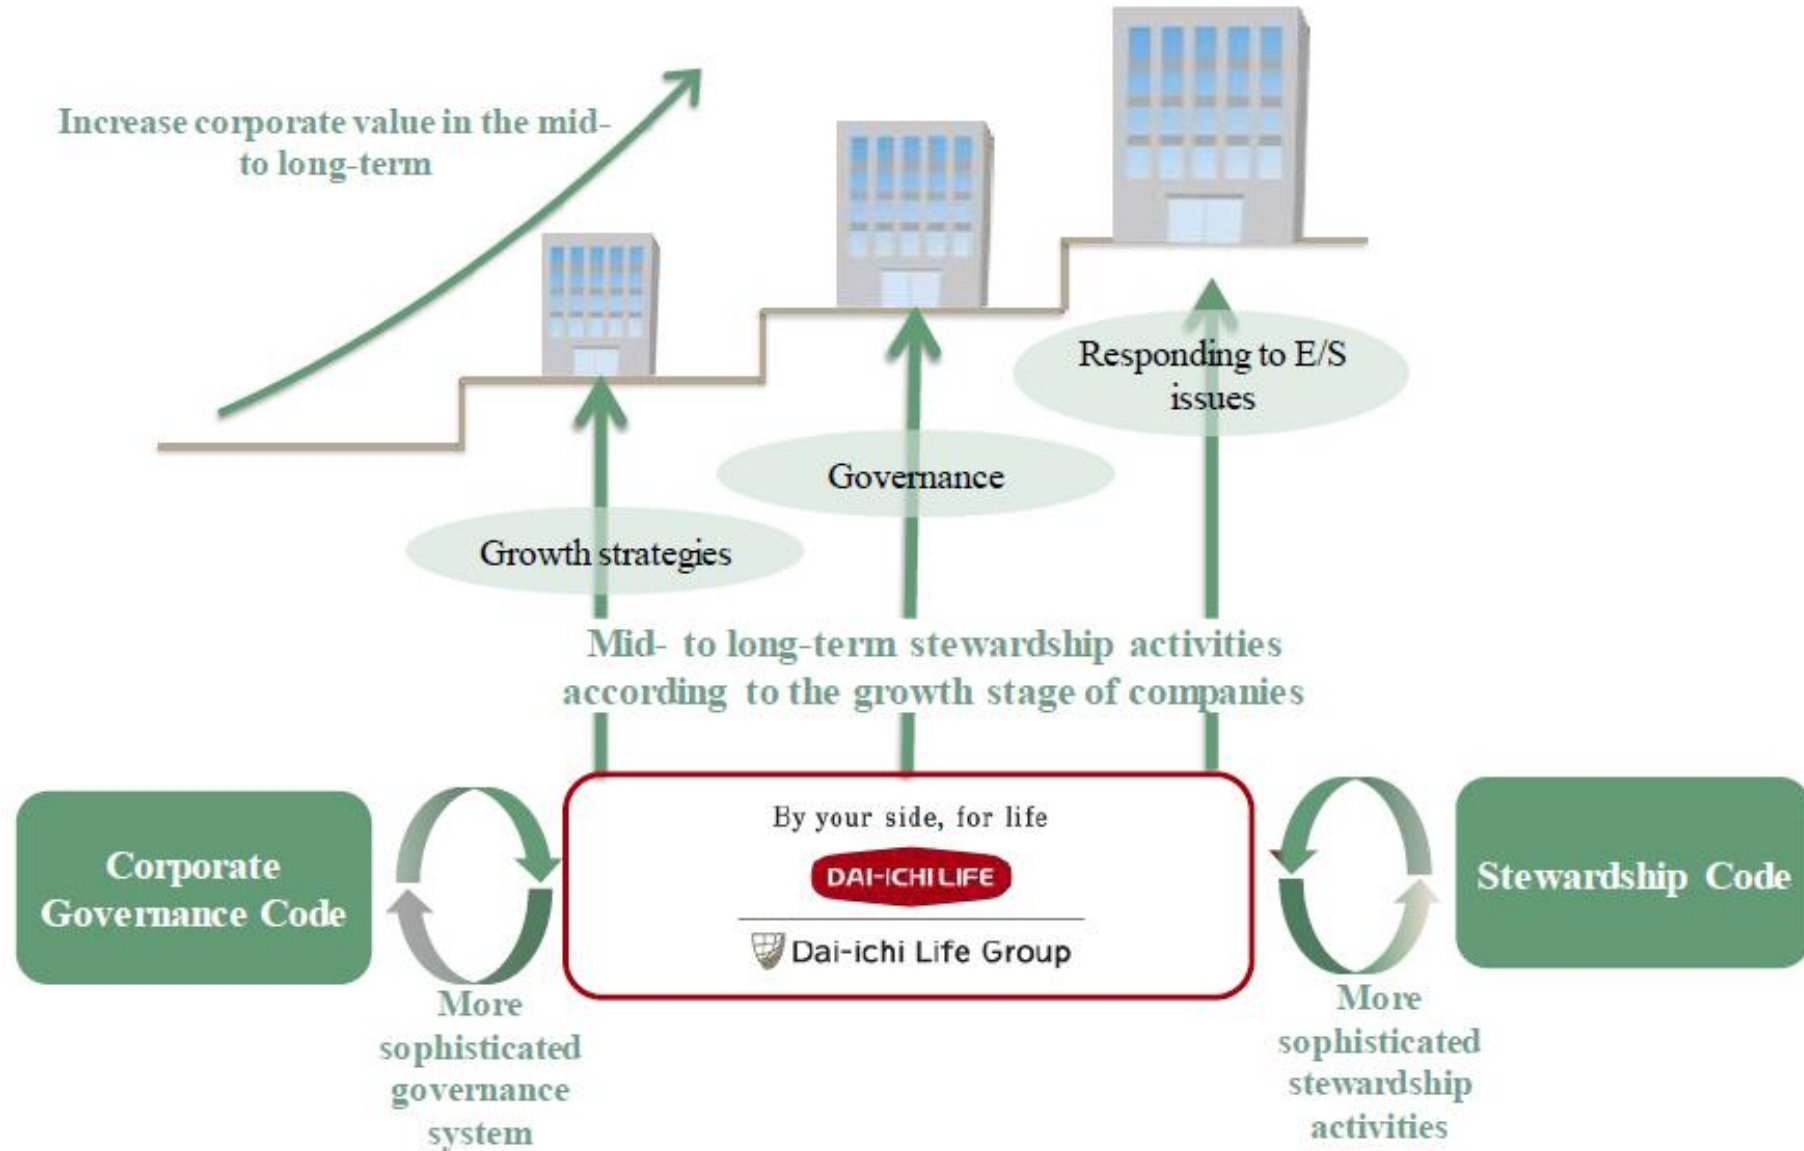 Increase corporate value in the mid-
to long-term
Responding to E/S
issues
Governance
Growth strategies
Mid- to long-term stewardship activities
according to the growth stage of companies
Corporate
Governance Code
More
sophisticated
governance
system
By your side, for life
DAI-ICHI LIFE
Dai-ichi Life Group
Stewardship Code
More
sophisticated
stewardship
activities